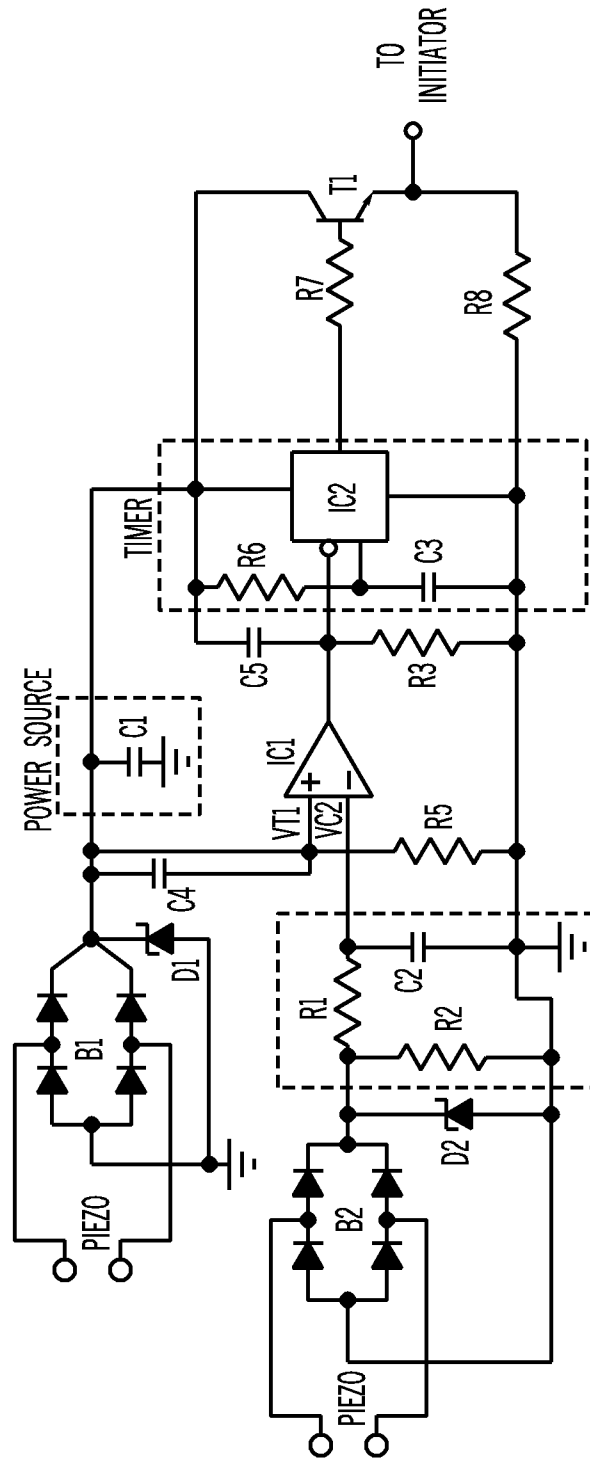 PIEZO
B1
D1
C4
POWER SOURCE
C1
TIMER
C5
R6
IC2
R7
T1
TO
INITIATOR
IC1
VT1
VC2
+
−
R3
C3
R8
R5
PIEZO
B2
D2
R1
R2
C2